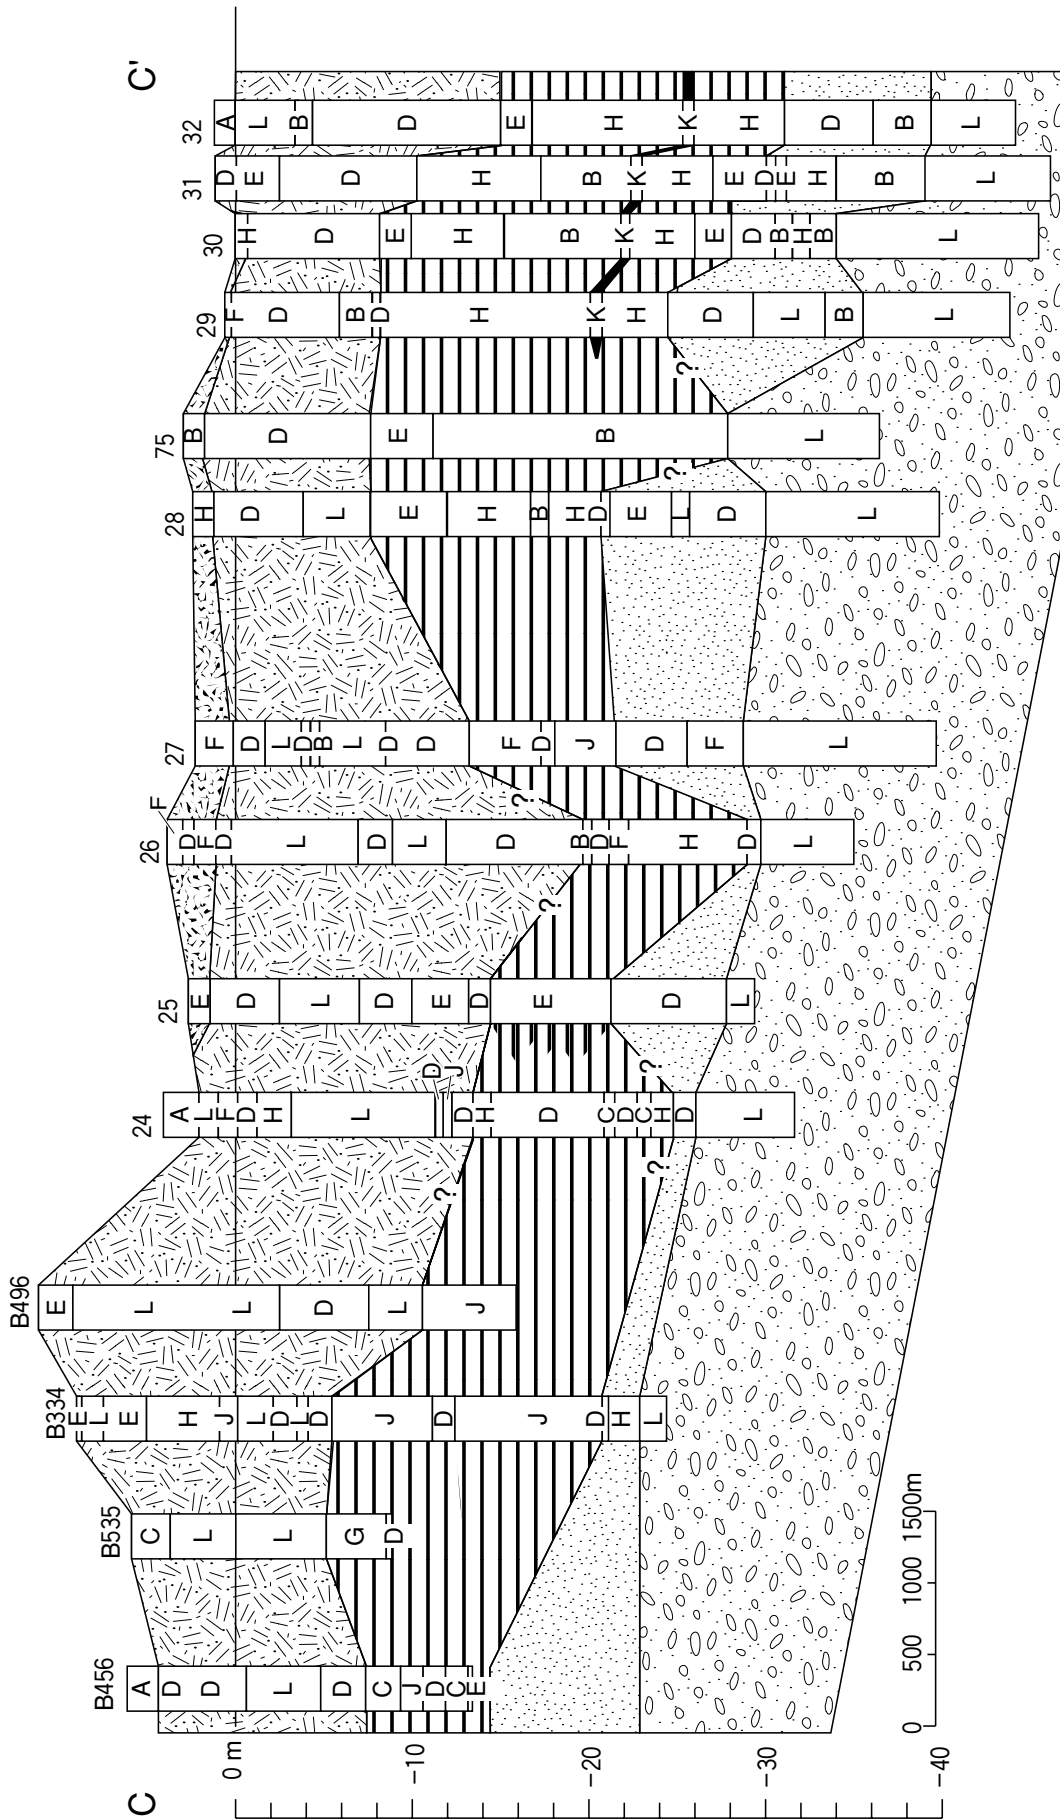 C
C'
0 m
−10
−20
−30
−40
B456
A
D
D
L
D
C
J
D
C
E
B535
C
L
L
G
D
B334
E
L
E
H
J
L
D
L
D
J
D
J
D
H
L
B496
E
L
L
D
L
J
?
?
24
A
L
F
D
H
L
D
J
D
H
D
C
D
C
H
D
L
?
25
E
D
L
D
E
D
E
D
L
?
26
F
D
F
D
L
D
L
D
B
D
F
H
D
L
?
27
F
D
L
D
B
L
D
D
F
D
J
D
F
L
28
H
D
L
E
H
B
H
D
E
L
D
L
?
75
B
D
E
B
L
?
29
F
D
B
D
H
K
H
D
L
B
L
30
H
D
E
H
B
K
H
E
D
B
H
B
L
31
D
E
D
H
B
K
H
E
D
E
H
B
L
32
A
L
B
D
E
H
K
H
D
B
L
0 500 1000 1500m